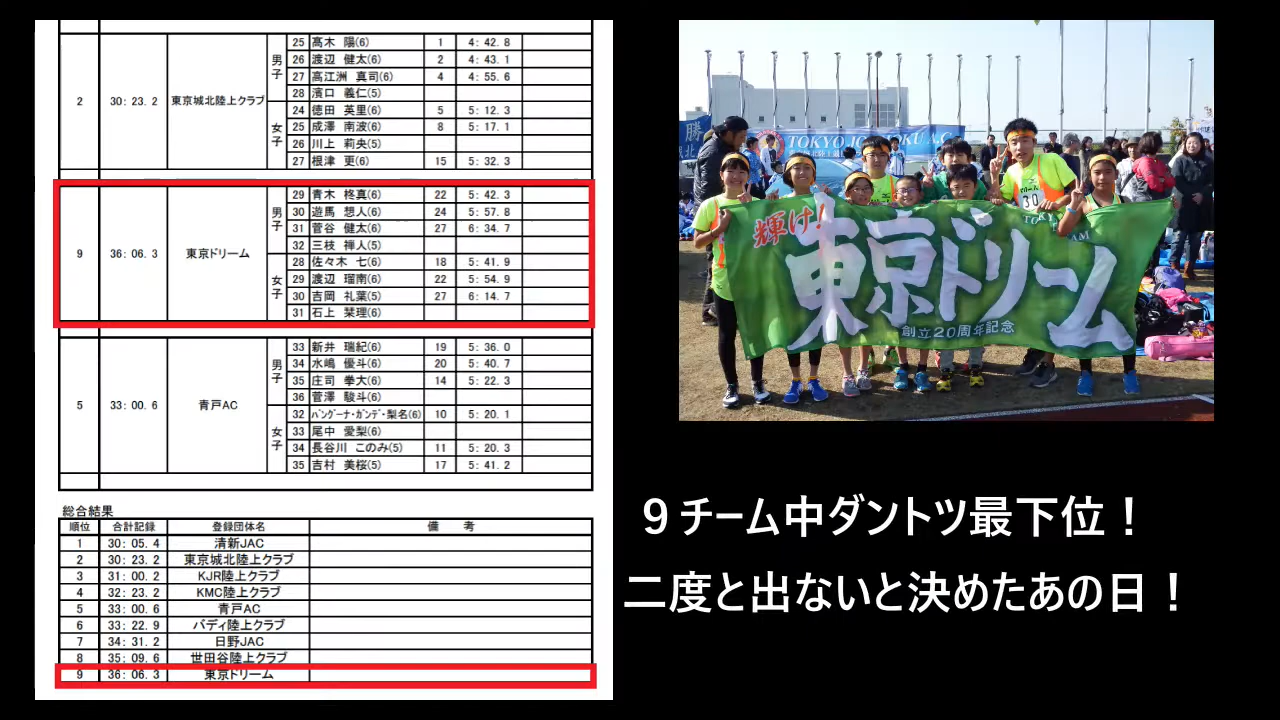 2 30:23.2 東京城北陸上クラブ
男子
25 髙木 陽(6) 1 4:42.8
26 渡辺 健太(6) 2 4:43.1
27 高江洲 真司(6) 4 4:55.6
28 濱口 義仁(5)
女子
24 徳田 英里(6) 5 5:12.3
25 成澤 南波(6) 8 5:17.1
26 川上 莉央(5)
27 根津 更(6) 15 5:32.3
9 36:06.3 東京ドリーム
男子
29 青木 柊真(6) 22 5:42.3
30 遊馬 想人(6) 24 5:57.8
31 菅谷 健太(6) 27 6:34.7
32 三枝 禅人(5)
女子
28 佐々木 七(6) 18 5:41.9
29 渡辺 瑠南(6) 22 5:54.9
30 吉岡 礼葉(5) 27 6:14.7
31 石上 栞理(6)
5 33:00.6 青戸AC
男子
33 新井 瑞紀(6) 19 5:36.0
34 水嶋 優斗(6) 20 5:40.7
35 庄司 拳大(6) 14 5:22.3
36 菅澤 駿斗(6)
女子
32 バングーナ・ガンデ・梨名(6) 10 5:20.1
33 尾中 愛梨(6)
34 長谷川 このみ(5) 11 5:20.3
35 吉村 美桜(5) 17 5:41.2
総合結果
順位 合計記録 登録団体名 備 考
1 30:05.4 清新JAC
2 30:23.2 東京城北陸上クラブ
3 31:00.2 KJR陸上クラブ
4 32:23.2 KMC陸上クラブ
5 33:00.6 青戸AC
6 33:22.9 バディ陸上クラブ
7 34:31.2 日野JAC
8 35:09.6 世田谷陸上クラブ
9 36:06.3 東京ドリーム
勝
TOKYO JOHOKU A.C.
30
輝け!
東京ドリーム
創立20周年記念
９チーム中ダントツ最下位！
二度と出ないと決めたあの日！